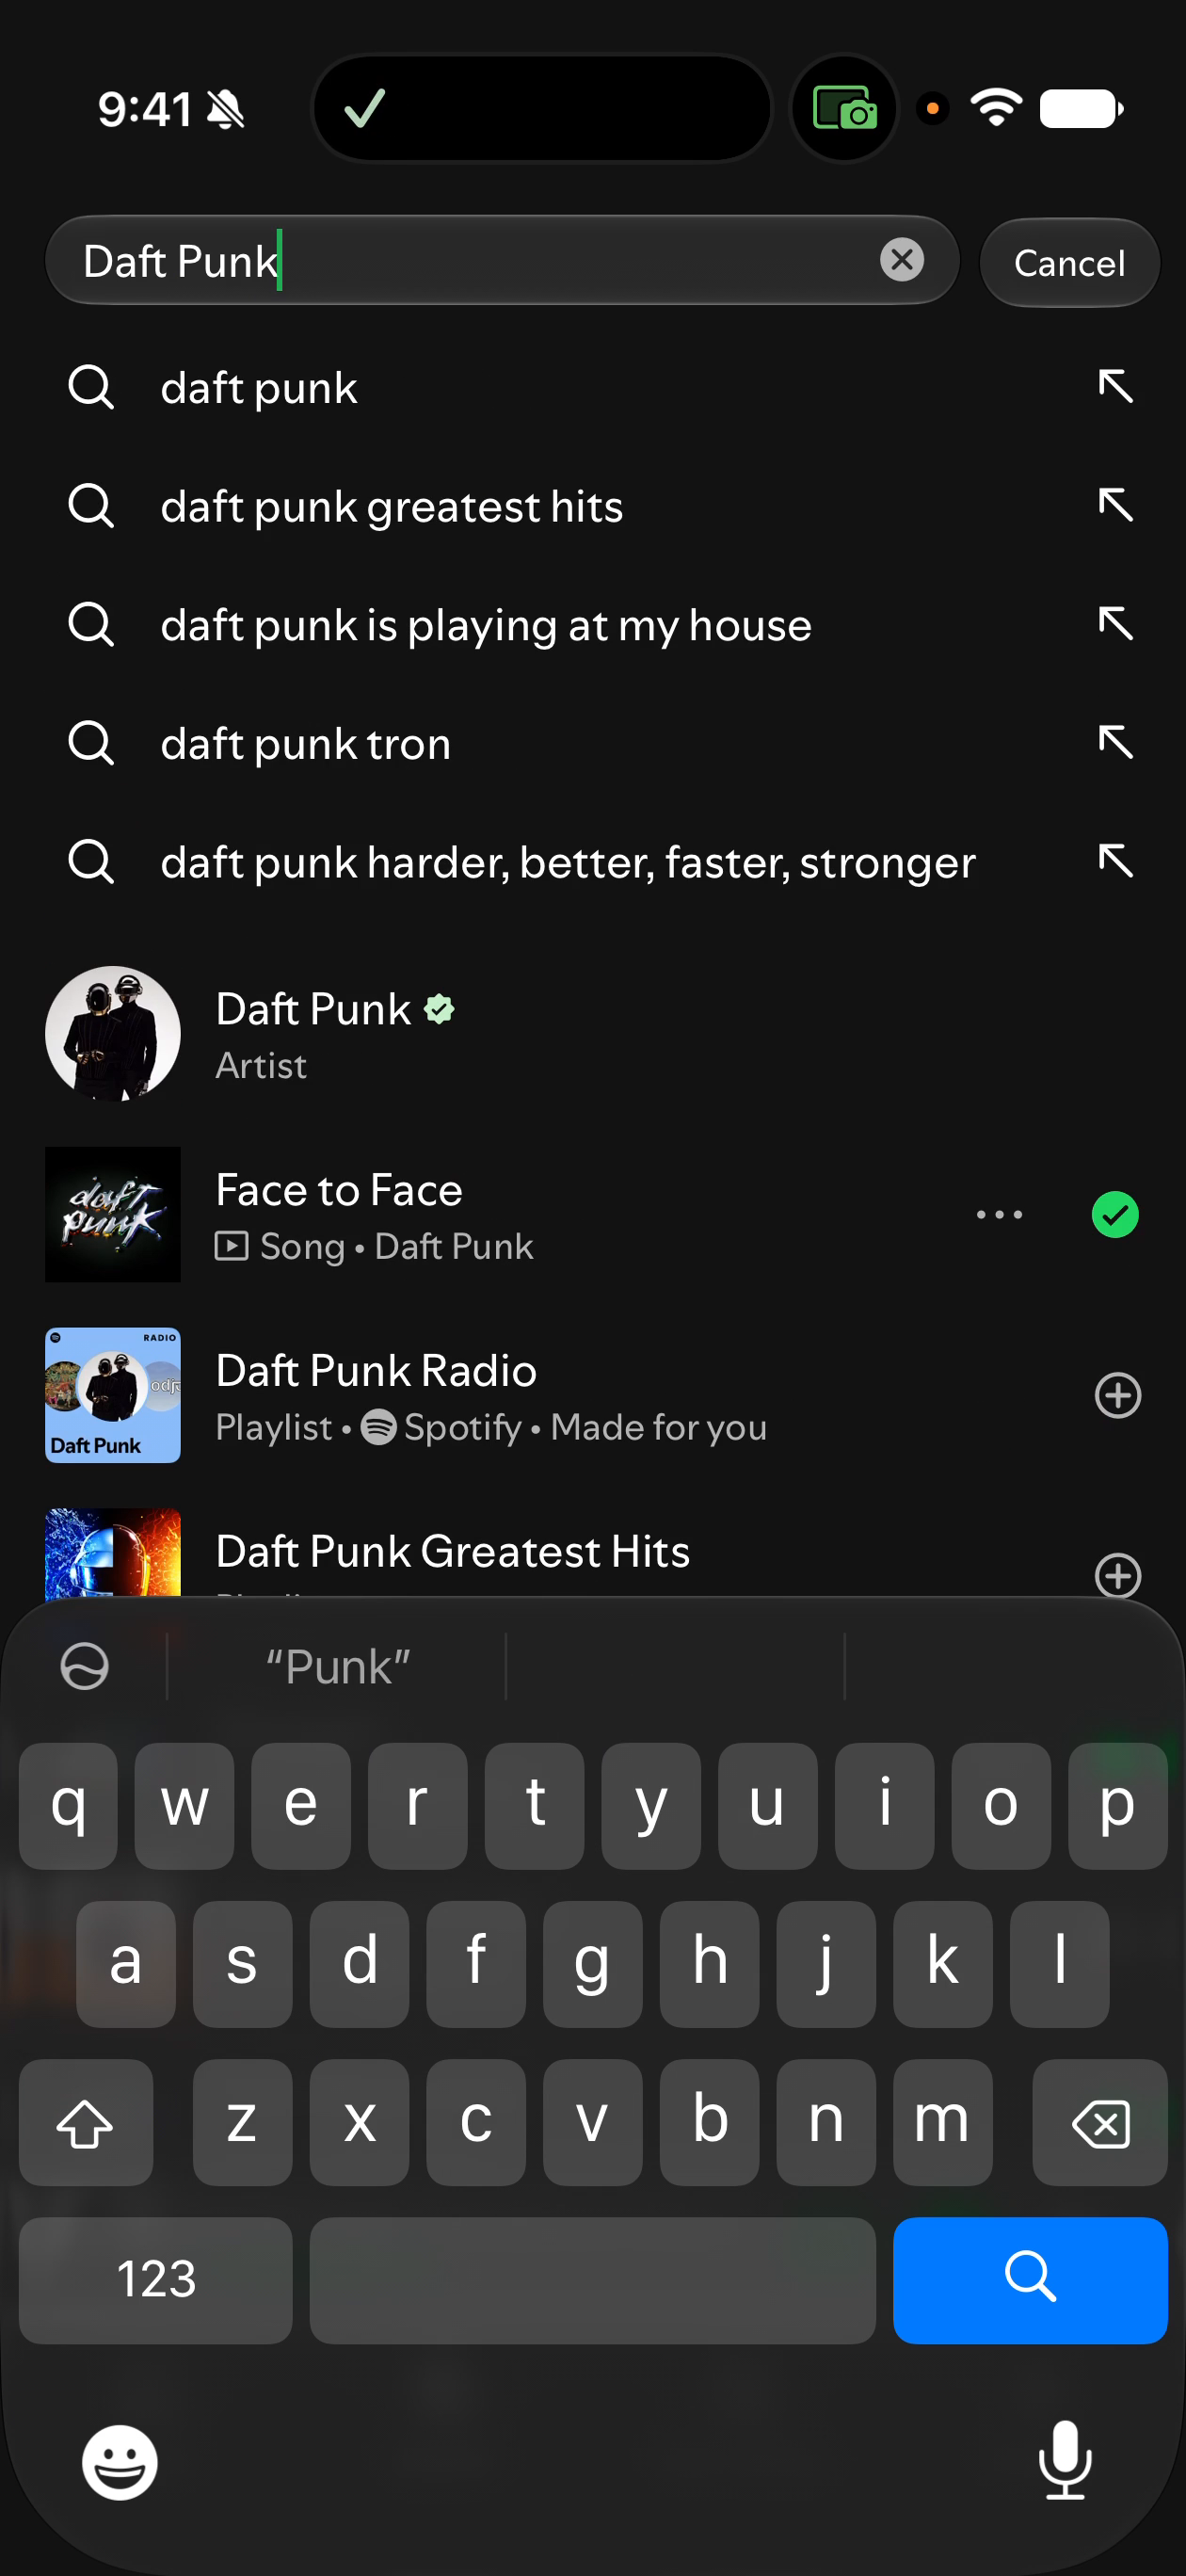 9:41
Daft Punk
Cancel
daft punk
daft punk greatest hits
daft punk is playing at my house
daft punk tron
daft punk harder, better, faster, stronger
Daft Punk
Artist
daft punk
Face to Face
Song • Daft Punk
RADIO
Daft Punk
Daft Punk Radio
Playlist • Spotify • Made for you
Daft Punk Greatest Hits
“Punk”
q w e r t y u i o p
a s d f g h j k l
z x c v b n m
123